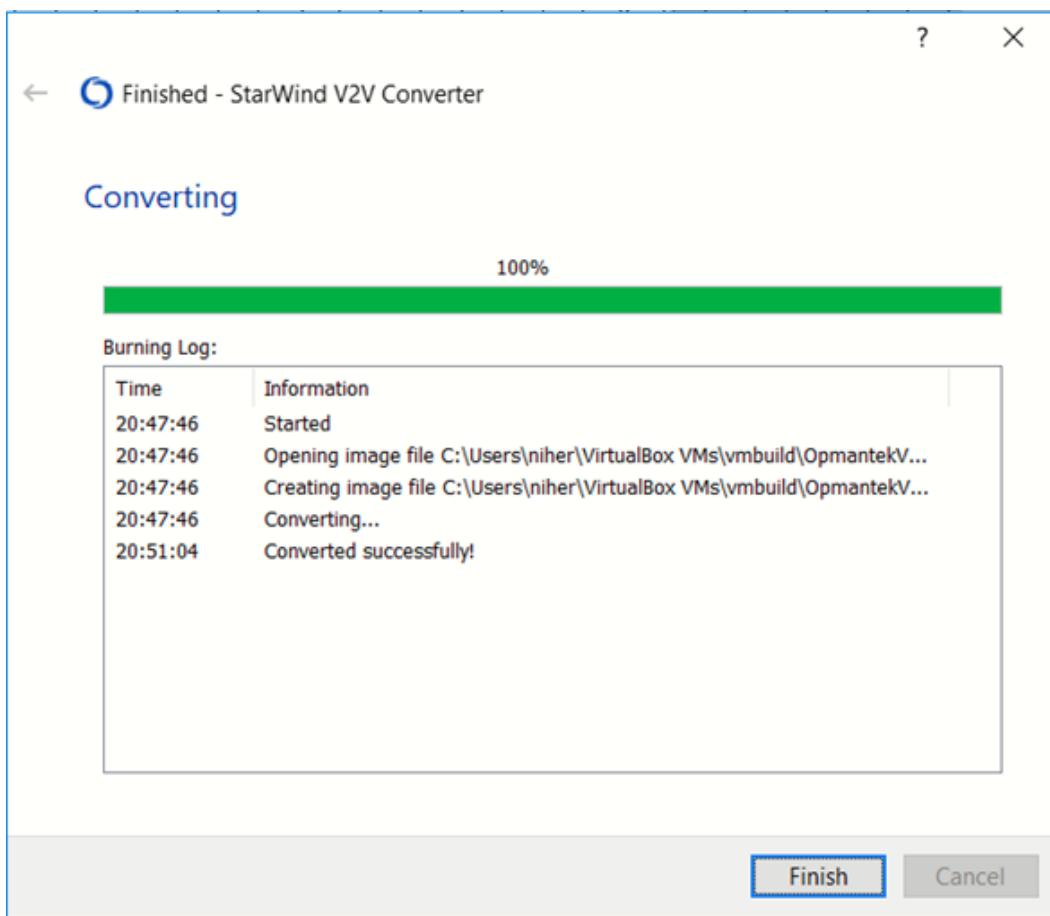 ?
Finished - StarWind V2V Converter
Converting
100%
Burning Log:
Time Information
20:47:46 Started
20:47:46 Opening image file C:\Users\niher\VirtualBox VMs\vmbuild\OpmantekV...
20:47:46 Creating image file C:\Users\niher\VirtualBox VMs\vmbuild\OpmantekV...
20:47:46 Converting...
20:51:04 Converted successfully!
Finish Cancel